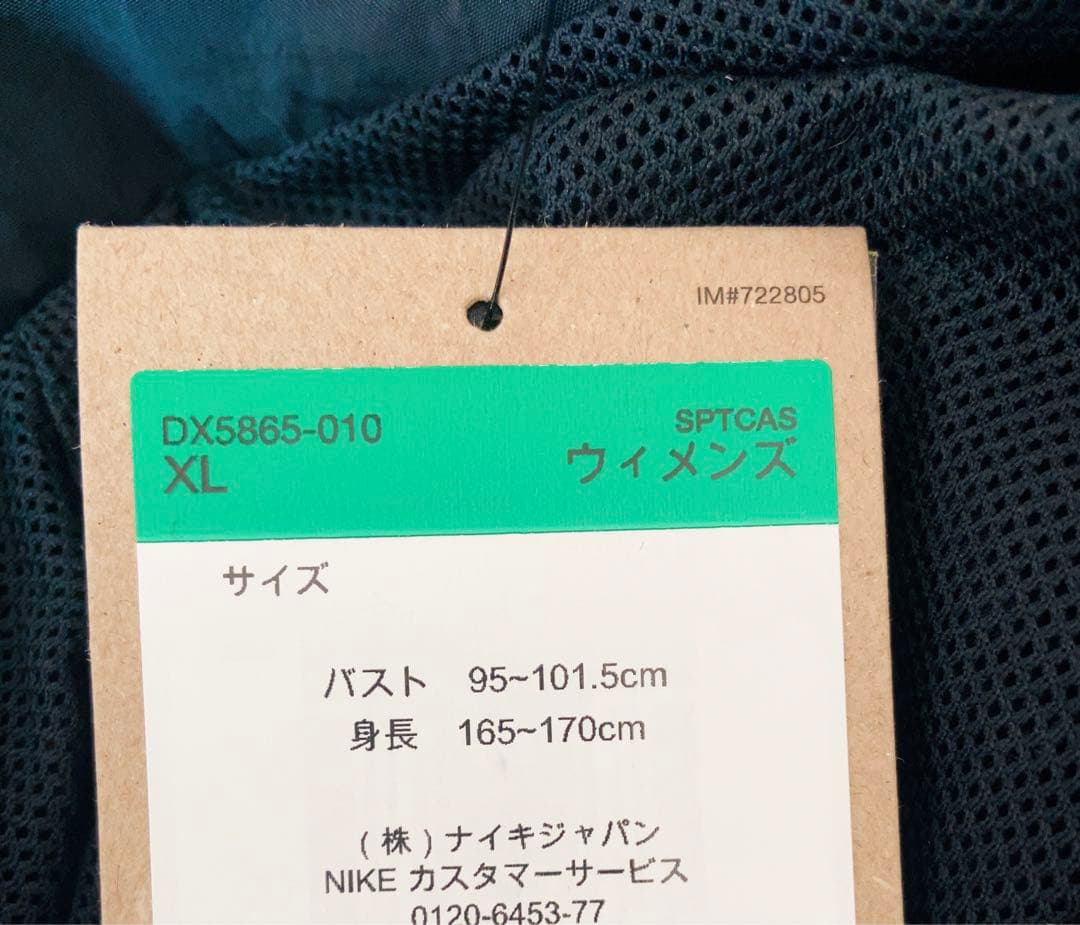 IM#722805
DX5865-010
SPTCAS
XL
ウィメンズ
サイズ
バスト 95~101.5cm
身長 165~170cm
(株)ナイキジャパン
NIKE カスタマーサービス
0120-6453-77